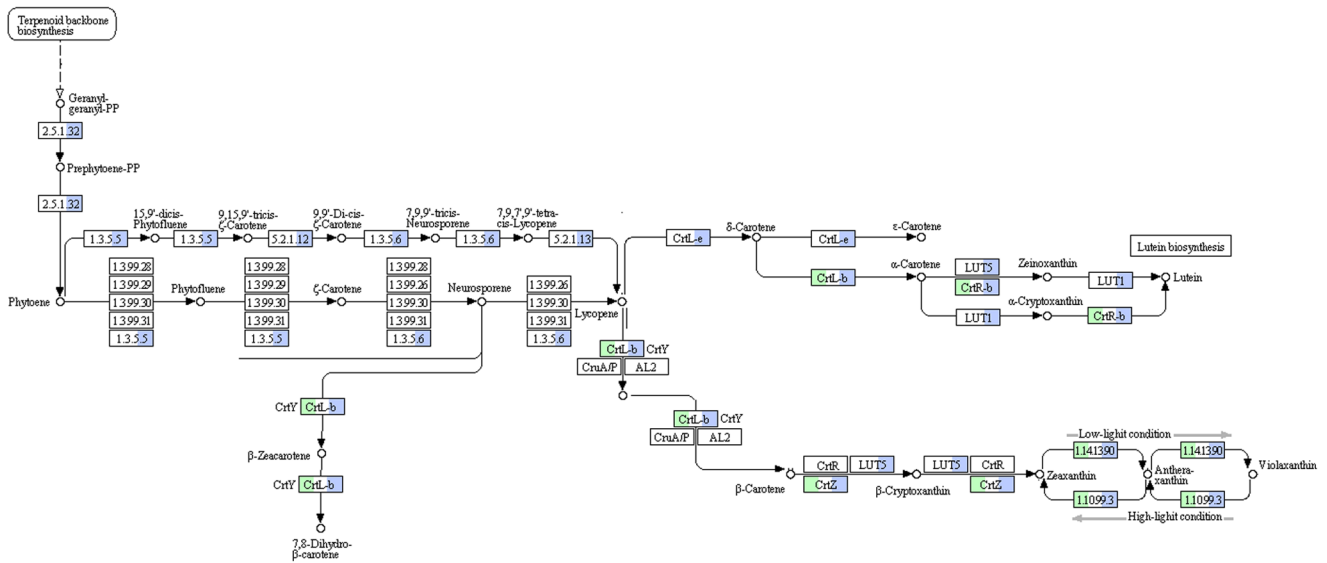 Terpenoid backbone
biosynthesis
Geranyl-
geranyl-PP
2.5.1.32
Prephytoene-PP
2.5.1.32
15,9'-dicis-
Phytofluene
9,15,9'-tricis-
ζ-Carotene
9,9'-Di-cis-
ζ-Carotene
7,9,9'-tricis-
Neurosporene
7,9,7',9'-tetra-
cis-Lycopene
1.3.5.5
1.3.5.5
5.2.1.12
1.3.5.6
1.3.5.6
5.2.1.13
CrtL-e
δ-Carotene
CrtL-e
ε-Carotene
Lutein biosynthesis
CrtL-b
α-Carotene
LUT5
CrtR-b
Zeinoxanthin
LUT1
Lutein
LUT1
α-Cryptoxanthin
CrtR-b
Phytoene
1.3.99.28
1.3.99.29
1.3.99.30
1.3.99.31
1.3.5.5
Phytofluene
1.3.99.28
1.3.99.29
1.3.99.30
1.3.99.31
1.3.5.5
ζ-Carotene
1.3.99.28
1.3.99.26
1.3.99.30
1.3.99.31
1.3.5.6
Neurosporene
1.3.99.26
1.3.99.30
1.3.99.31
1.3.5.6
Lycopene
CrtL-b CrtY
CruA/P AL2
CrtY CrtL-b
β-Zeacarotene
CrtY CrtL-b
7,8-Dihydro-
β-carotene
CrtL-b CrtY
CruA/P AL2
β-Carotene
CrtR LUT5
CrtZ
β-Cryptoxanthin
LUT5 CrtR
CrtZ
Zeaxanthin
Low-lighit condition
1.14.13.90
1.14.13.90
Anthera-
xanthin
Violaxanthin
1.10.99.3
1.10.99.3
High-lighit condition